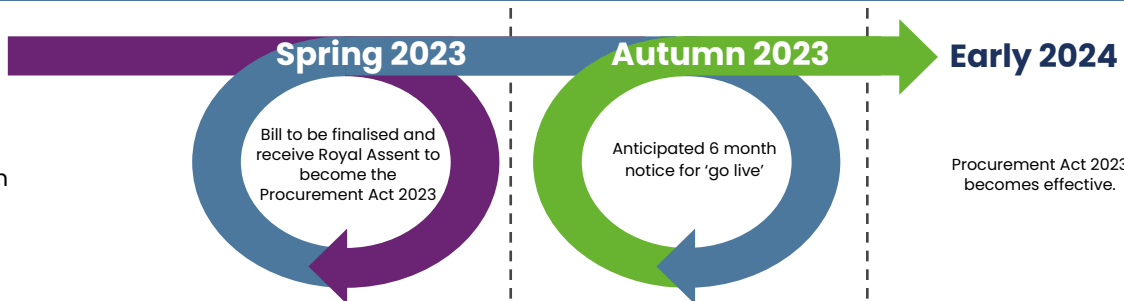 Spring 2023
Autumn 2023
Early 2024
Bill to be finalised and
receive Royal Assent to
become the
Procurement Act 2023
Anticipated 6 month
notice for ‘go live’
Procurement Act 2023
becomes effective.